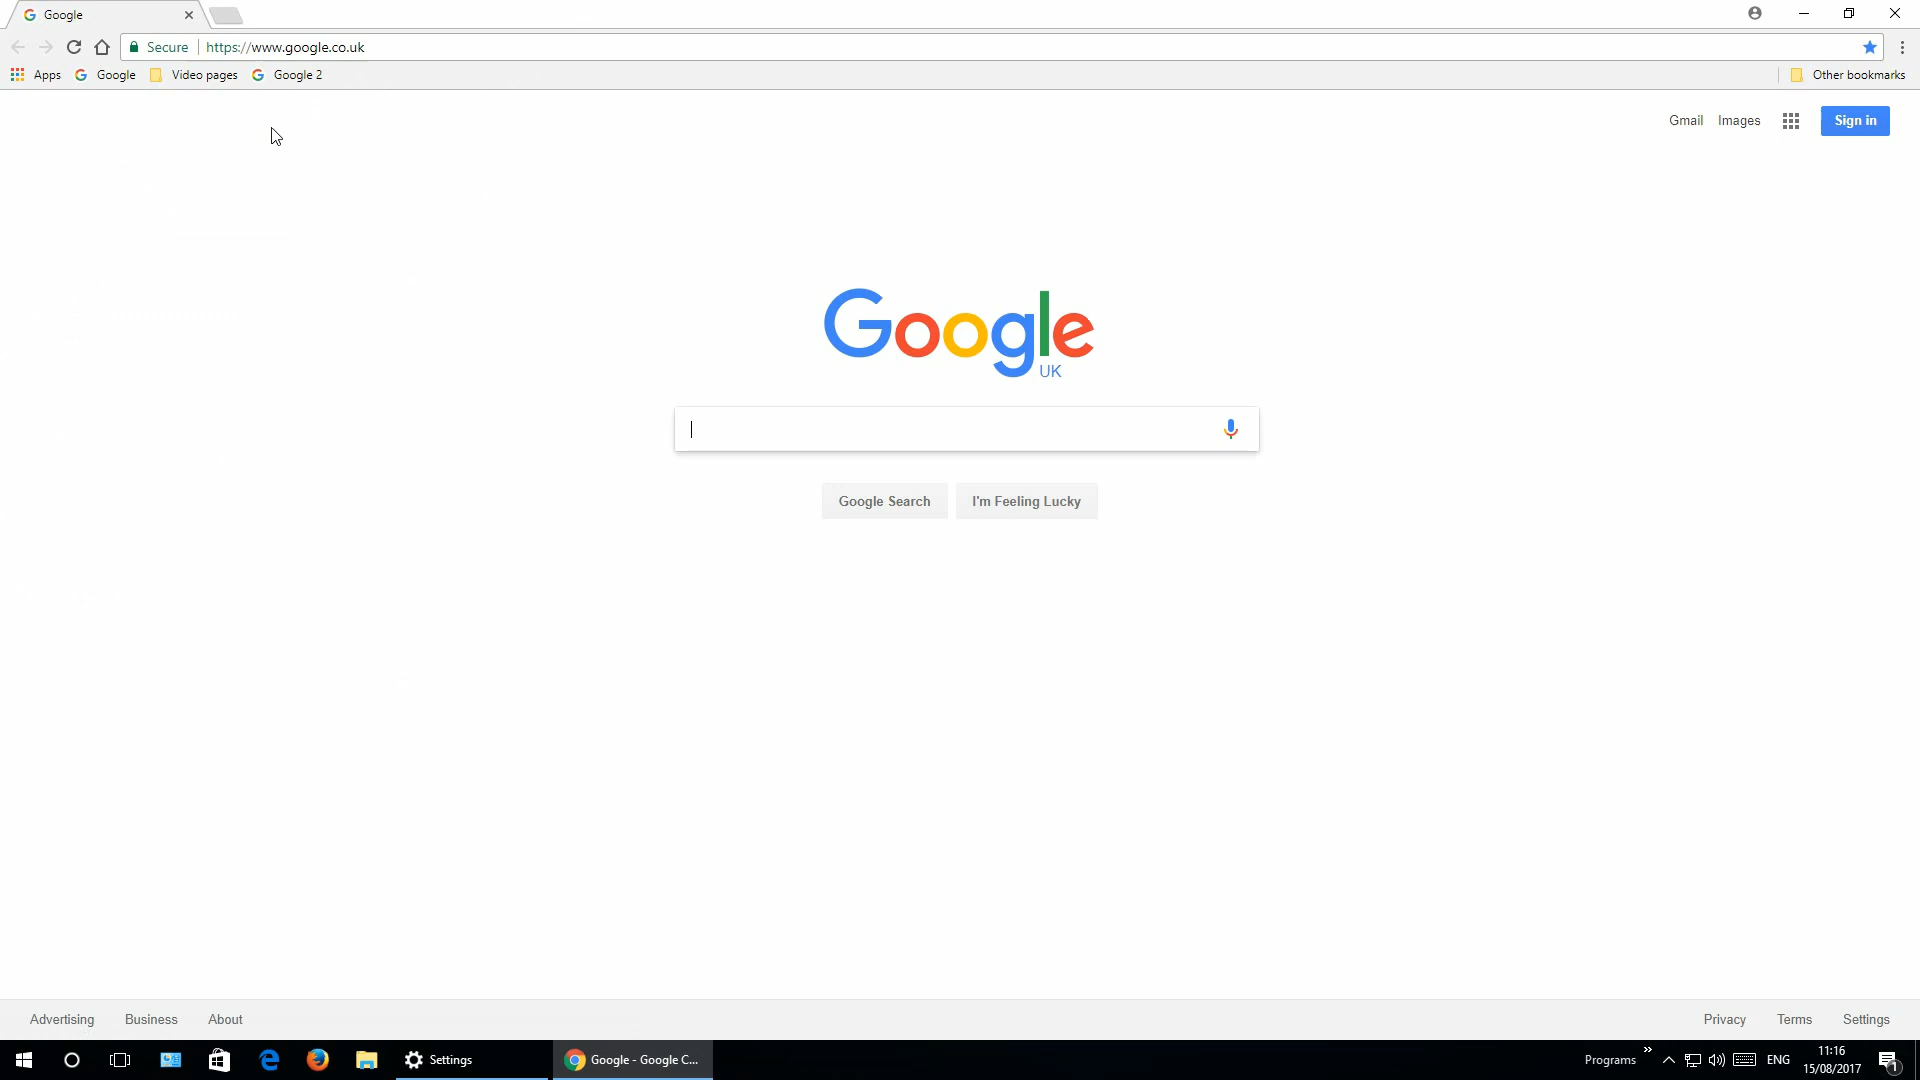 Google
Secure https://www.google.co.uk
Apps Google Video pages Google 2 Other bookmarks
Gmail Images Sign in
Google
UK
Google Search I'm Feeling Lucky
Advertising Business About Privacy Terms Settings
Settings Google - Google C... Programs » ENG 11:16
15/08/2017 1